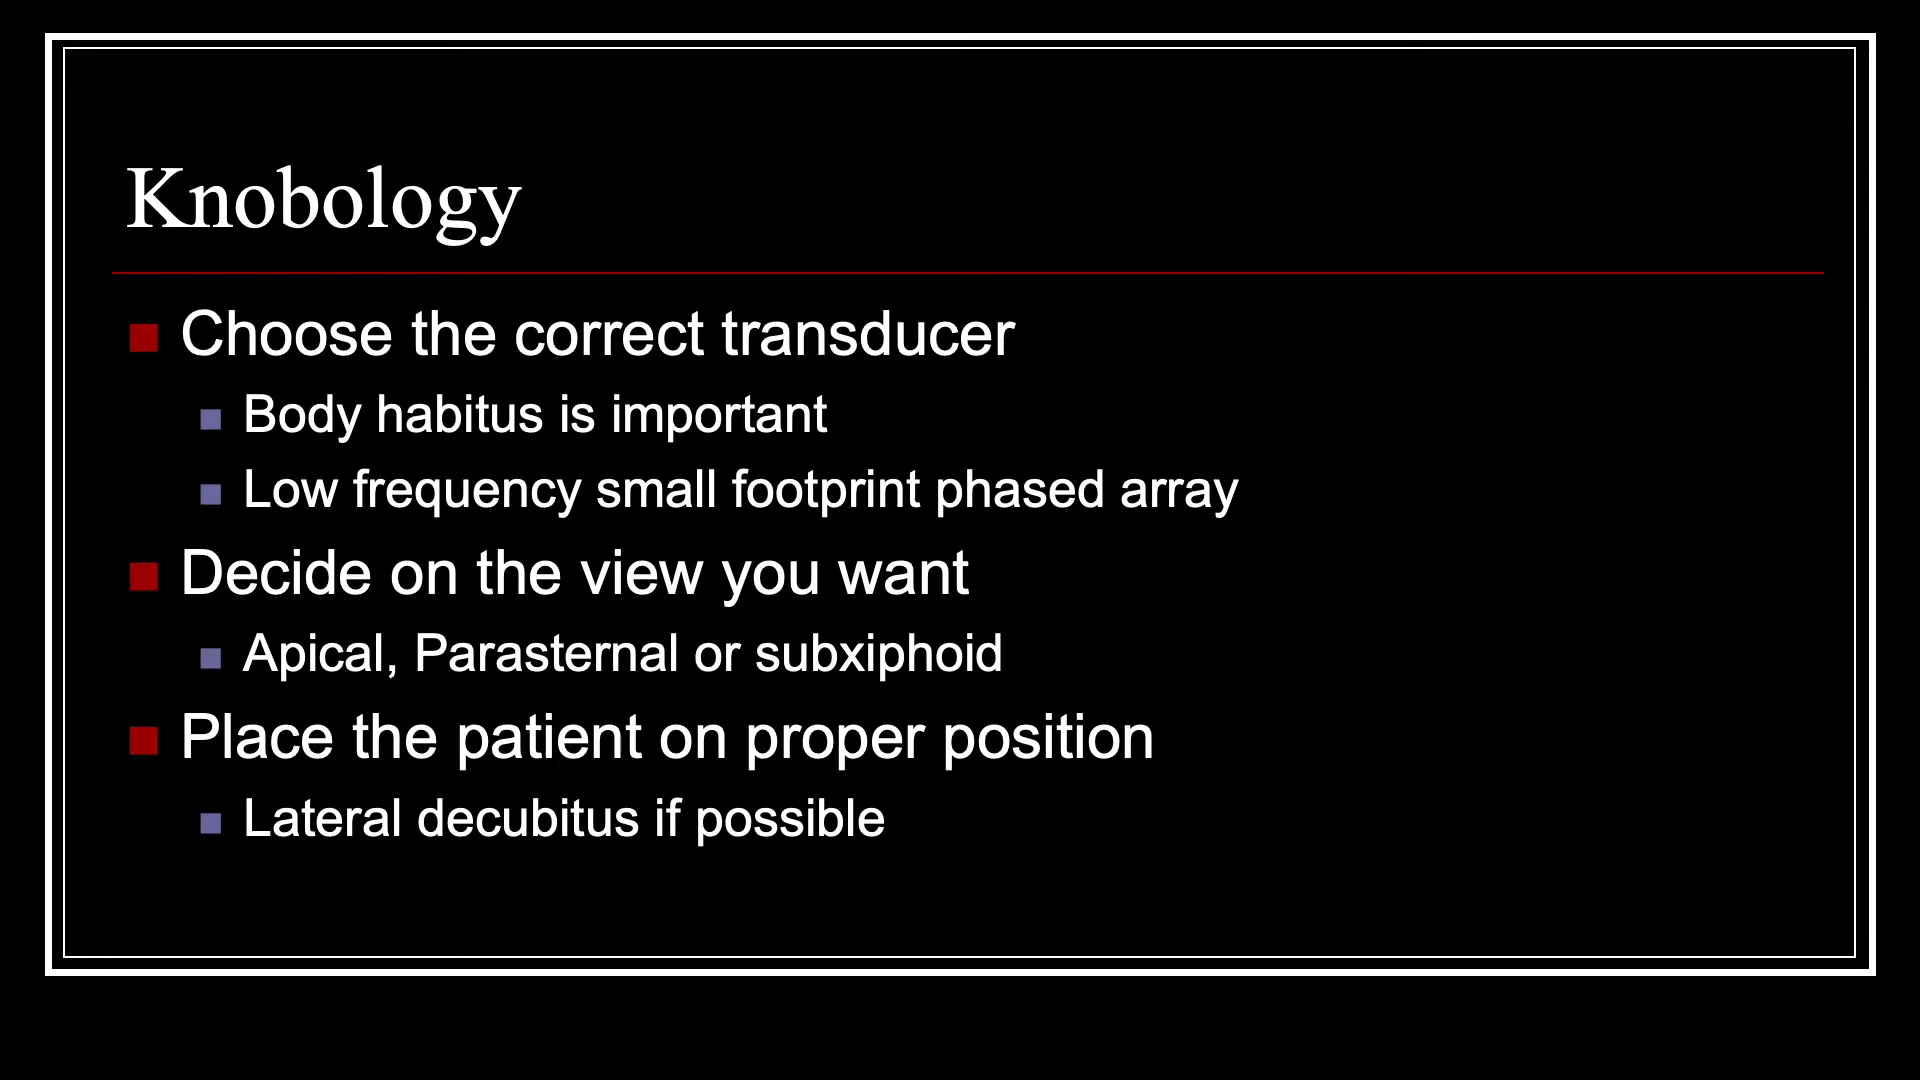 Knobology
Choose the correct transducer
Body habitus is important
Low frequency small footprint phased array
Decide on the view you want
Apical, Parasternal or subxiphoid
Place the patient on proper position
Lateral decubitus if possible